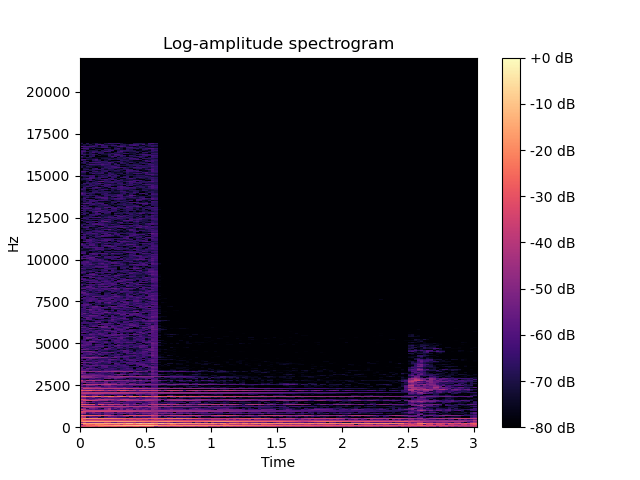 Log-amplitude spectrogram
+0 dB
20000
-10 dB
17500
-20 dB
15000
-30 dB
12500
Hz
10000
-40 dB
-50 dB
7500
-60 dB
5000
-70 dB
2500
0
-80 dB
0 0.5 1 1.5 2 2.5 3
Time